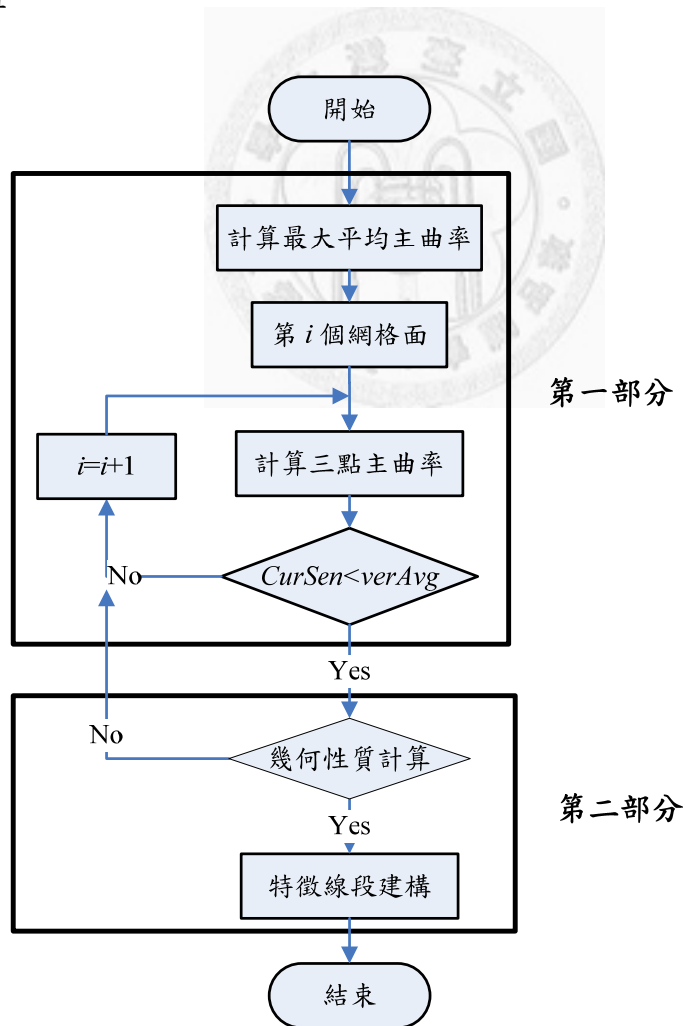 開始
計算最大平均主曲率
第 i 個網格面
第一部分
i=i+1
計算三點主曲率
CurSen<verAvg
No
Yes
No
幾何性質計算
第二部分
Yes
特徵線段建構
結束